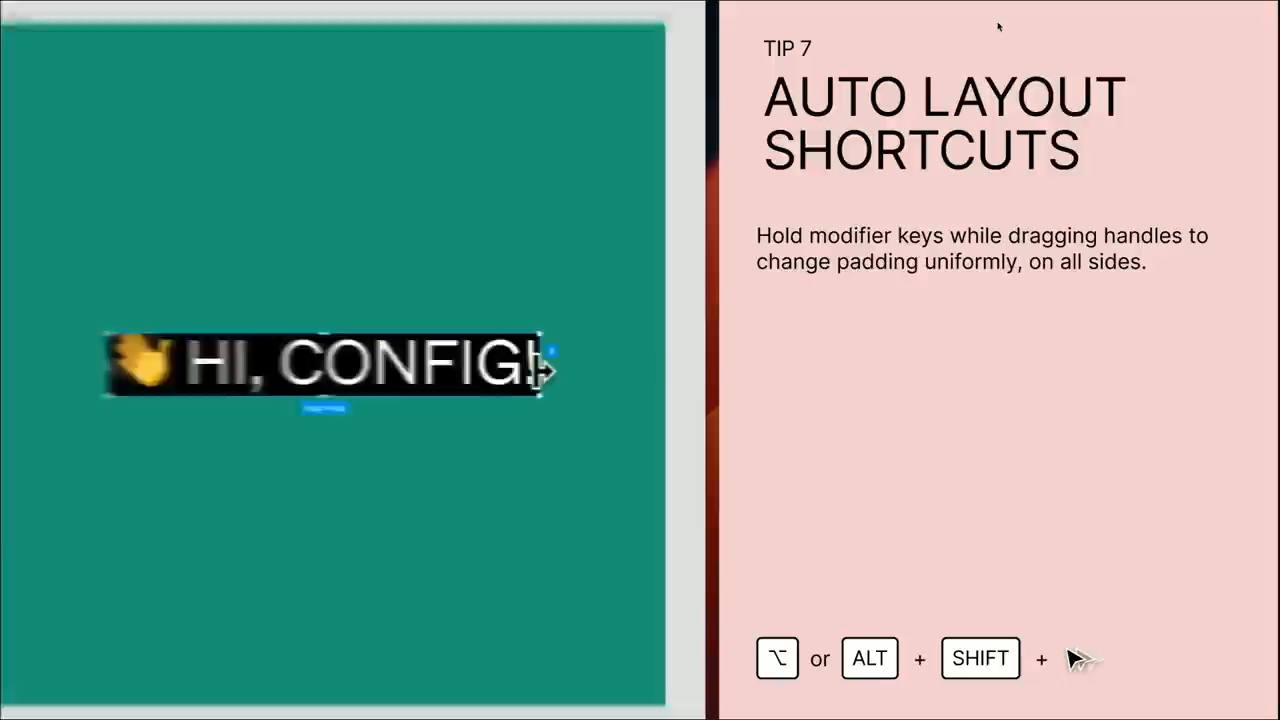 TIP 7
AUTO LAYOUT
SHORTCUTS
Hold modifier keys while dragging handles to
change padding uniformly, on all sides.
👋 HI, CONFIG!
⌥ or ALT + SHIFT +